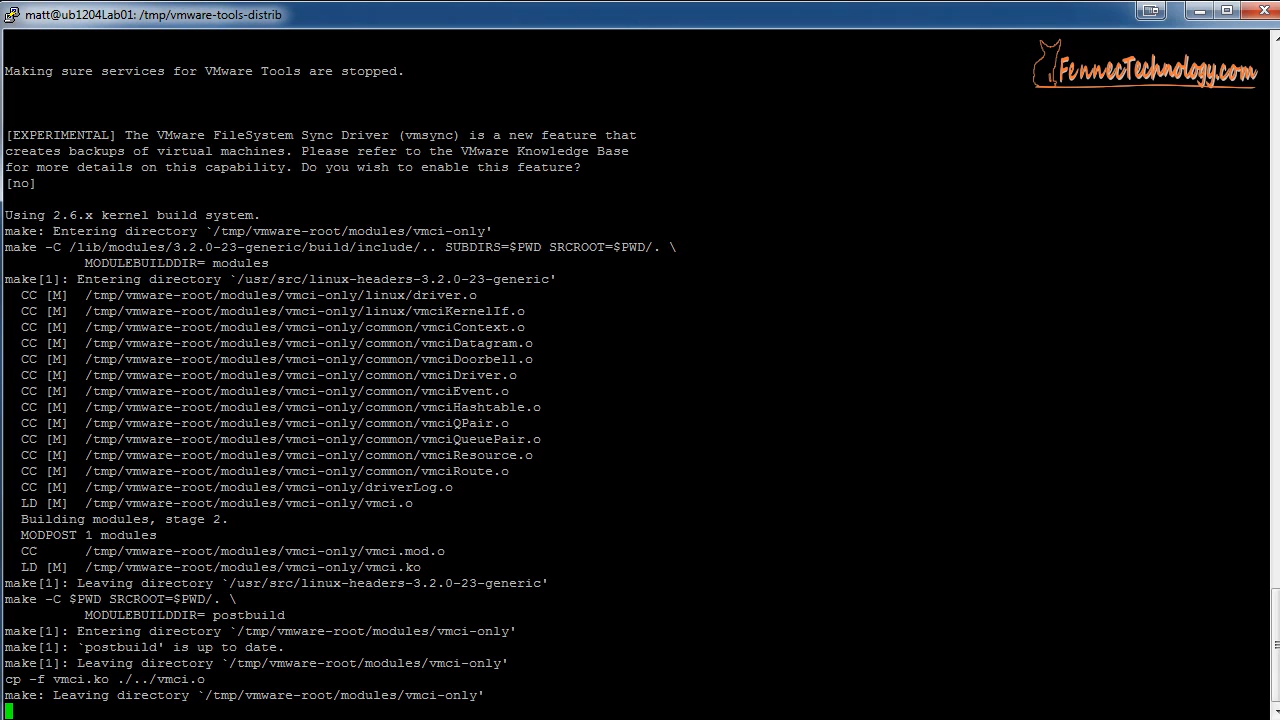 matt@ub1204Lab01: /tmp/vmware-tools-distrib
FennecTechnology.com
Making sure services for VMware Tools are stopped.
[EXPERIMENTAL] The VMware FileSystem Sync Driver (vmsync) is a new feature that
creates backups of virtual machines. Please refer to the VMware Knowledge Base
for more details on this capability. Do you wish to enable this feature?
[no]
Using 2.6.x kernel build system.
make: Entering directory `/tmp/vmware-root/modules/vmci-only'
make -C /lib/modules/3.2.0-23-generic/build/include/.. SUBDIRS=$PWD SRCROOT=$PWD/. \
MODULEBUILDDIR= modules
make[1]: Entering directory `/usr/src/linux-headers-3.2.0-23-generic'
CC [M]  /tmp/vmware-root/modules/vmci-only/linux/driver.o
CC [M]  /tmp/vmware-root/modules/vmci-only/linux/vmciKernelIf.o
CC [M]  /tmp/vmware-root/modules/vmci-only/common/vmciContext.o
CC [M]  /tmp/vmware-root/modules/vmci-only/common/vmciDatagram.o
CC [M]  /tmp/vmware-root/modules/vmci-only/common/vmciDoorbell.o
CC [M]  /tmp/vmware-root/modules/vmci-only/common/vmciDriver.o
CC [M]  /tmp/vmware-root/modules/vmci-only/common/vmciEvent.o
CC [M]  /tmp/vmware-root/modules/vmci-only/common/vmciHashtable.o
CC [M]  /tmp/vmware-root/modules/vmci-only/common/vmciQPair.o
CC [M]  /tmp/vmware-root/modules/vmci-only/common/vmciQueuePair.o
CC [M]  /tmp/vmware-root/modules/vmci-only/common/vmciResource.o
CC [M]  /tmp/vmware-root/modules/vmci-only/common/vmciRoute.o
CC [M]  /tmp/vmware-root/modules/vmci-only/driverLog.o
LD [M]  /tmp/vmware-root/modules/vmci-only/vmci.o
Building modules, stage 2.
MODPOST 1 modules
CC      /tmp/vmware-root/modules/vmci-only/vmci.mod.o
LD [M]  /tmp/vmware-root/modules/vmci-only/vmci.ko
make[1]: Leaving directory `/usr/src/linux-headers-3.2.0-23-generic'
make -C $PWD SRCROOT=$PWD/. \
MODULEBUILDDIR= postbuild
make[1]: Entering directory `/tmp/vmware-root/modules/vmci-only'
make[1]: `postbuild' is up to date.
make[1]: Leaving directory `/tmp/vmware-root/modules/vmci-only'
cp -f vmci.ko ./../vmci.o
make: Leaving directory `/tmp/vmware-root/modules/vmci-only'